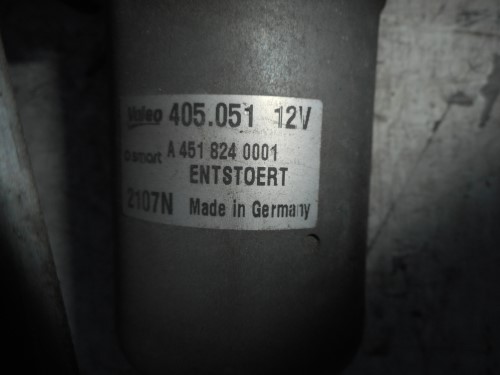 Valeo 405.051 12V
smart A 451 824 0001
ENTSTOERT
2107N Made in Germany